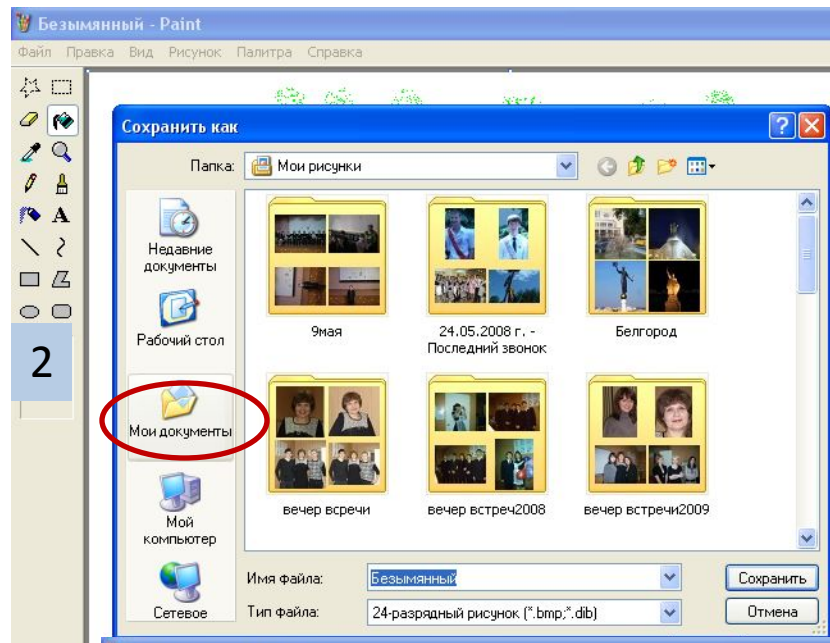 Безымянный - Paint
Файл Правка Вид Рисунок Палитра Справка
Сохранить как
Папка: Мои рисунки
Недавние
документы
Рабочий стол
Мои документы
Мой
компьютер
Сетевое
9мая
24.05.2008 г. -
Последний звонок
Белгород
вечер всречи
вечер встреч2008
вечер встречи2009
Имя файла: Безымянный
Сохранить
Тип файла: 24-разрядный рисунок (*.bmp;*.dib)
Отмена
A
2